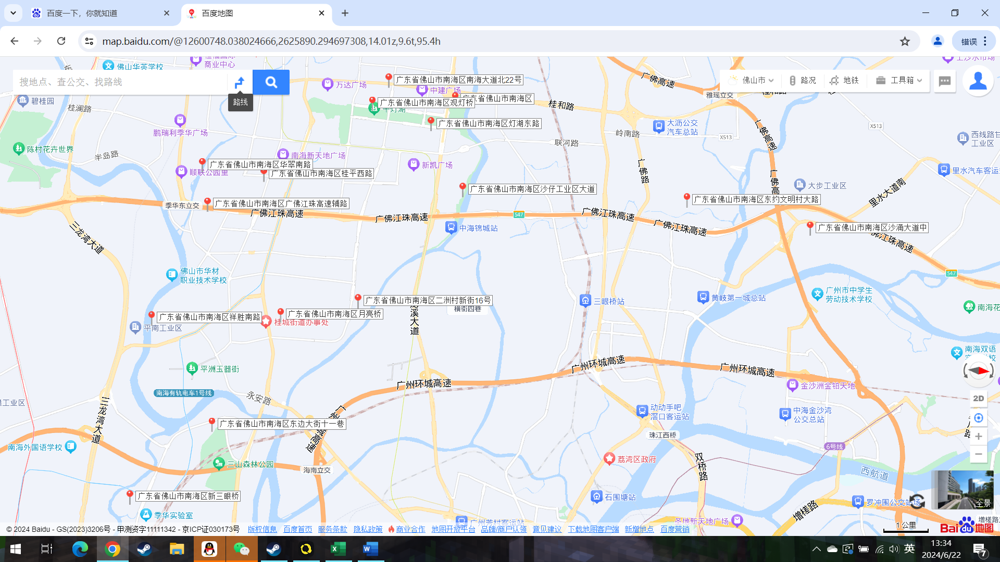 百度一下，你就知道
百度地图
map.baidu.com/@12600748.038024666,2625890.294697308,14.01z,9.6t,95.4h
错误
搜地点、查公交、找路线
路线
佛山市
路况
地铁
工具箱
佛山华英学校
商业中心
万达广场
广东省佛山市南海区南海大道北22号
中建广场
广佛高速
雅瑶立交
碧桂园
桂澜路
广东省佛山市南海区观灯桥
广东省佛山市南海区
桂和路
千灯湖
广东省佛山市南海区灯湖东路
大沥公交
汽车总站
X513
鹏瑞利季华广场
岭南路
X513
广佛高速
西线路
工业区
联河路
陈村花卉世界
半岛路
南海新天地广场
广东省佛山市南海区华翠南路
新凯广场
广佛路
顺联公园里
广东省佛山市南海区桂平西路
里水汽车客运
广佛高
大步工业区
里水大道南
广东省佛山市南海区沙仔工业区大道
广东省佛山市南海区东约文明村大路
季华东立交
广东省佛山市南海区广佛江珠高速辅路
广佛江珠高速
广佛江珠高速
S47
广佛江珠高速
广佛江珠高速
中海锦城站
广东省佛山市南海区沙涌大道中
佛江珠高速
三龙湾大道
佛山市华材
职业技术学校
S47
广州市中学生
劳动技术学校
三眼桥站
黄岐第一城总站
广东省佛山市南海区二洲村新街16号
横街四巷
龙溪大道
南海花
广东省佛山市南海区祥胜南路
广东省佛山市南海区月亮桥
桂城街道办事处
平南工业区
南海双语
平洲玉器街
广州环城高速
广州环城高速
广州环城高速
金沙洲金铂天地
南海有轨电车1号线
永安路
工业区
三龙湾大道
2D
动动手吧
滘口客运站
中海金沙湾
公交总站
广东省佛山市南海区东边大街十一巷
珠江西桥
南海外国语学校
6号线
三山森林公园
海南立交
荔湾区政府
双桥路
西航道
广东省佛山市南海区新三眼桥
石围塘站
罗冲围公交站场
全景
季华实验室
增槎路
圣地新天地广场
广州芳村客运站
增槎路
1公里
Bai 地图
© 2024 Baidu - GS(2023)3206号 - 甲测资字11111342 - 京ICP证030173号
版权信息
百度首页
服务条款
隐私政策
商业合作
地图开放平台
品牌/商户认领
意见建议
下载地图客户端
新增地点
百度营销
英
13:34
2024/6/22
7